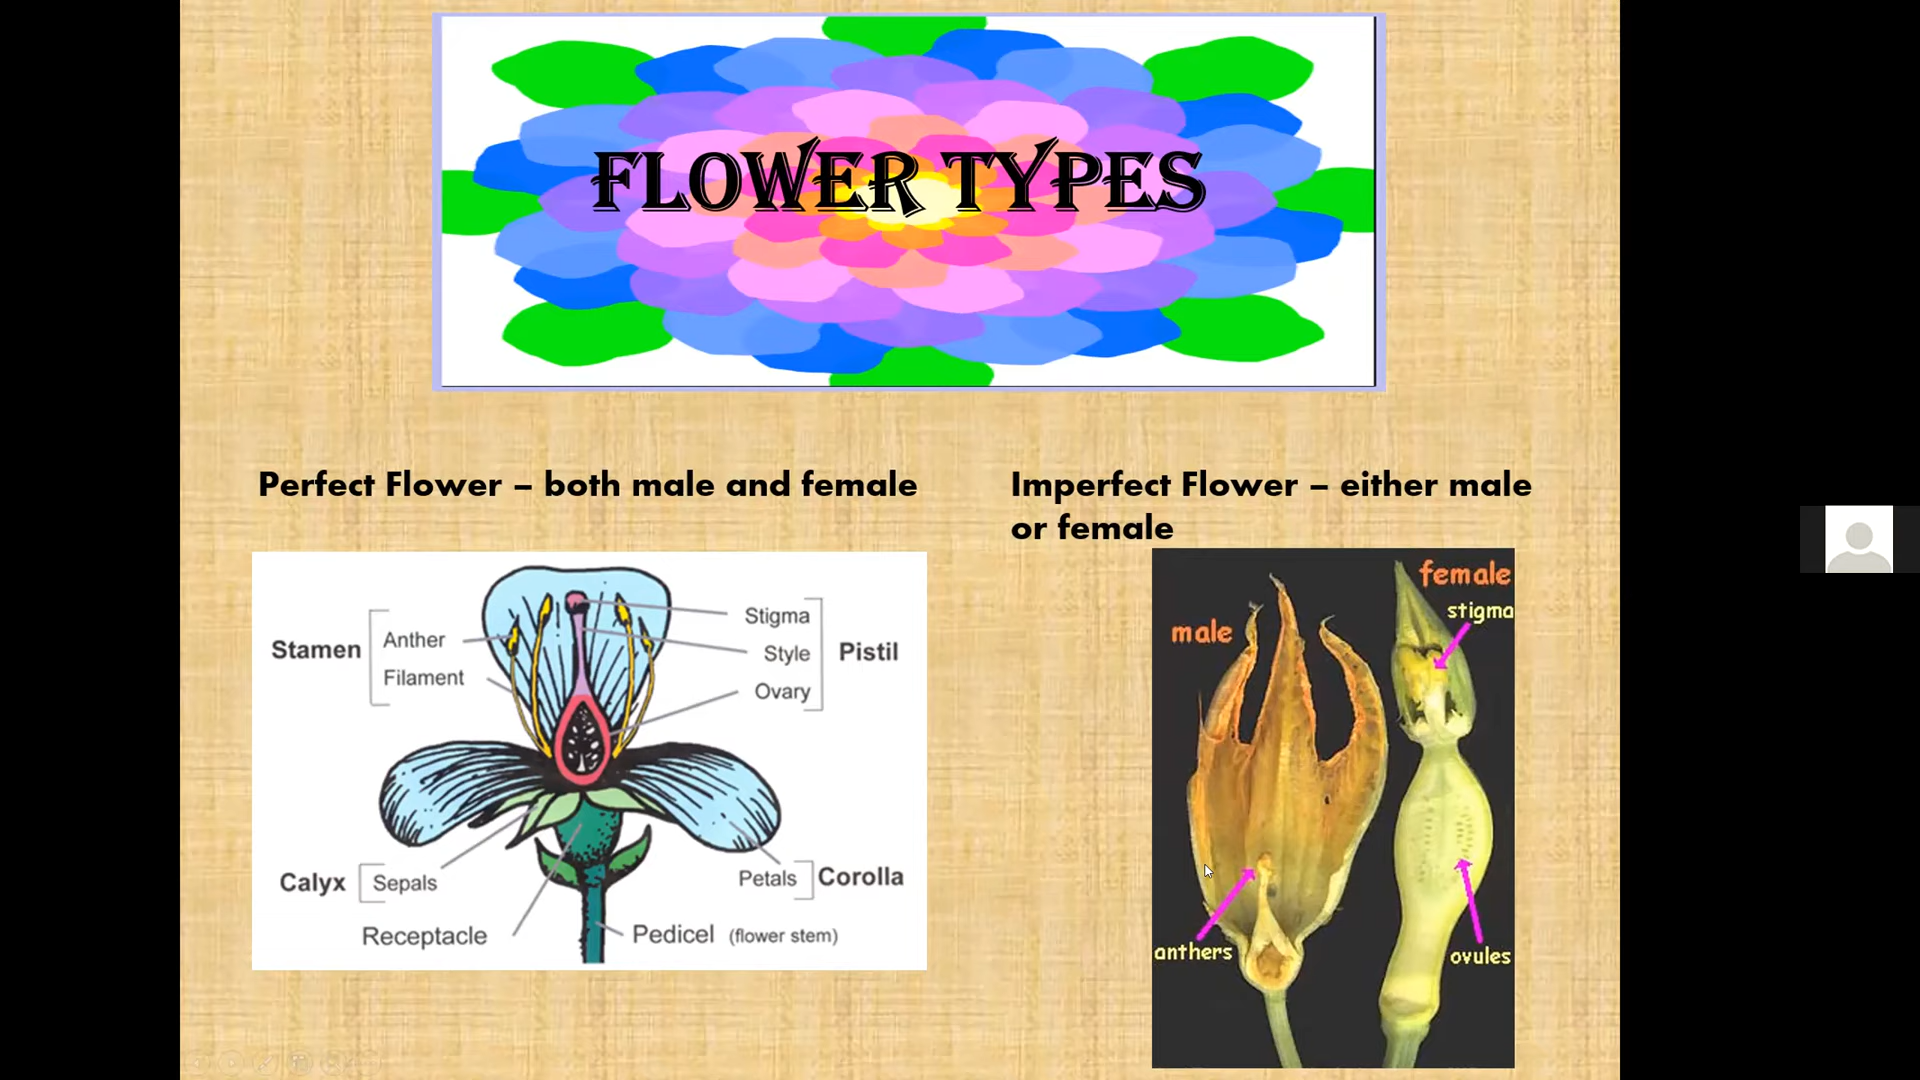 FLOWER TYPES
Perfect Flower – both male and female
Imperfect Flower – either male
or female
Stamen
Anther
Filament
Stigma
Style
Ovary
Pistil
Calyx
Sepals
Petals
Corolla
Receptacle
Pedicel (flower stem)
male
female
stigma
anthers
ovules